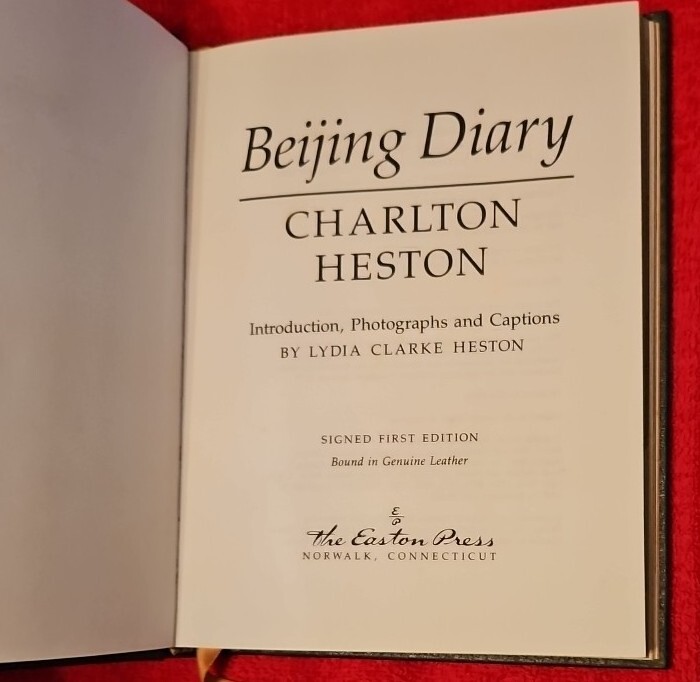 Beijing Diary
CHARLTON
HESTON
Introduction, Photographs and Captions
BY LYDIA CLARKE HESTON
SIGNED FIRST EDITION
Bound in Genuine Leather
E
P
The Easton Press
NORWALK, CONNECTICUT